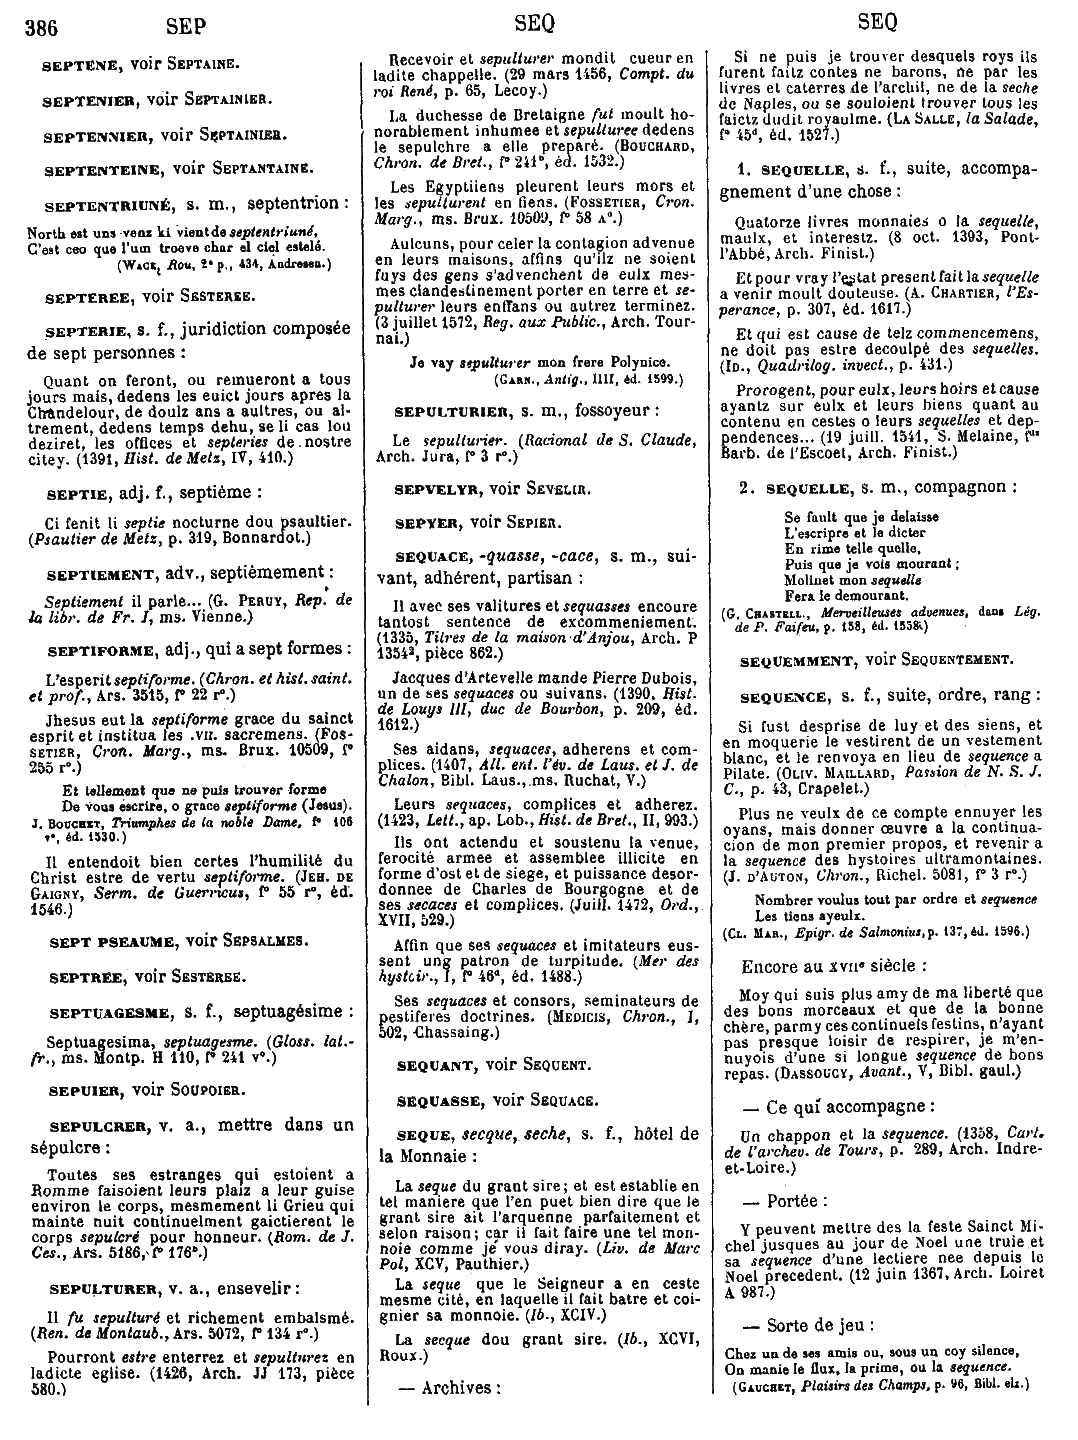 386 SEP SEQ SEQ
SEPTENE, voir SEPTAINE.
SEPTENIER, voir SEPTAINIER.
SEPTENNIER, voir SEPTAINIER.
SEPTENTEINE, voir SEPTANTAINE.
SEPTENTRIUNÉ, s. m., septentrion :
North est uns venz ki vient de septentriuné,
C'est ceo que l'um troeve char el ciel estelé.
(WACE, Rou, 2e p., 434, Andresen.)
SEPTEREE, voir SESTEREE.
SEPTERIE, s. f., juridiction composée
de sept personnes :
Quant on feront, ou remueront a tous
jours mais, dedens les euict jours apres la
Chandelour, de doulz ans a aultres, ou al-
trement, dedens temps dehu, se li cas lou
deziret, les offices et septeries de nostre
citey. (1391, Hist. de Metz, IV, 410.)
SEPTIE, adj. f., septième :
Ci fenit li septie nocturne dou psaultier.
(Psautier de Metz, p. 319, Bonnardot.)
SEPTIEMENT, adv., septièmement :
Septiement il parle... (G. PERUY, Rep. de
la libr. de Fr. I, ms. Vienne.)
SEPTIFORME, adj., qui a sept formes :
L'esperit septiforme. (Chron. et hist. saint.
et prof., Ars. 3515, f° 22 r°.)
Jhesus eut la septiforme grace du sainct
esprit et institua les .VII. sacremens. (FOS-
SETIER, Cron. Marg., ms. Brux. 10509, f°
255 r°.)
Et tellement que ne puis trouver forme
De vous escrire, o grace septiforme (Jesus).
J. BOUCHET, Triumphes de la noble Dame, f° 106
v°, éd. 1530.)
Il entendoit bien certes l'humilité du
Christ estre de vertu septiforme. (JEH. DE
GAIGNY, Serm. de Guerricus, f° 55 r°, éd.
1546.)
SEPT PSEAUME, voir SEPSALMES.
SEPTREE, voir SESTEREE.
SEPTUAGESME, s. f., septuagésime :
Septuagesima, septuagesme. (Gloss. lat.-
fr., ms. Montp. H 110, f° 241 v°.)
SEPUIER, voir SOUPOIER.
SEPULCRER, v. a., mettre dans un
sépulcre :
Toutes ses estranges qui estoient a
Romme faisoient leurs plaiz a leur guise
environ le corps, mesmement li Grieu qui
mainte nuit continuelment gaictierent le
corps sepulcré pour honneur. (Rom. de J.
Ces., Ars. 5186, f° 176b.)
SEPULTURER, v. a., ensevelir :
Il fu sepulturé et richement embalsmé.
(Ren. de Montaub., Ars. 5072, f° 134 r°.)
Pourront estre enterrez et sepulturez en
ladicte eglise. (1426, Arch. JJ 173, pièce
580.)
Recevoir et sepulturer mondit cueur en
ladite chappelle. (29 mars 1456, Compt. du
roi René, p. 65, Lecoy.)
La duchesse de Bretaigne fut moult ho-
norablement inhumee et sepulturee dedens
le sepulchre a elle preparé. (BOUCHARD,
Chron. de Bret., f° 241b, éd. 1532.)
Les Egyptiiens pleurent leurs mors et
les sepulturent en fiens. (FOSSETIER, Cron.
Marg., ms. Brux. 10509, f° 58 A°.)
Aulcuns, pour celer la contagion advenue
en leurs maisons, affins qu'ilz ne soient
fuys des gens s'advenchent de eulx mes-
mes clandestinement porter en terre et se-
pulturer leurs enffans ou autrez terminez.
(3 juillet 1572, Reg. aux Public., Arch. Tour-
nai.)
Je vay sepulturer mon frere Polynice.
(GARN., Antig., IIII, éd. 1599.)
SEPULTURIER, s. m., fossoyeur :
Le sepulturier. (Racional de S. Claude,
Arch. Jura, f° 3 r°.)
SEPVELYR, voir SEVELIR.
SEPYER, voir SEPIER.
SEQUACE, -quasse, -cace, s. m., sui-
vant, adhérent, partisan :
Il avec ses valitures et sequasses encoure
tantost sentence de excommeniement.
(1335, Titres de la maison d'Anjou, Arch. P
1354², pièce 862.)
Jacques d'Artevelle mande Pierre Dubois,
un de ses sequaces ou suivans. (1390, Hist.
de Louys III, duc de Bourbon, p. 209, éd.
1612.)
Ses aidans, sequaces, adherens et com-
plices. (1407, All. ent. l'év. de Laus. et J. de
Chalon, Bibl. Laus., ms. Ruchat, V.)
Leurs sequaces, complices et adherez.
(1423, Lett., ap. Lob., Hist. de Bret., II, 993.)
Ils ont actendu et soustenu la venue,
ferocité armee et assemblee illicite en
forme d'ost et de siege, et puissance desor-
donnee de Charles de Bourgogne et de
ses secaces et complices. (Juill. 1472, Ord.,
XVII, 529.)
Affin que ses sequaces et imitateurs eus-
sent ung patron de turpitude. (Mer des
hystoir., I, f° 46d, éd. 1488.)
Ses sequaces et consors, seminateurs de
pestiferes doctrines. (MEDICIS, Chron., I,
502, Chassaing.)
SEQUANT, voir SEQUENT.
SEQUASSE, voir SEQUACE.
SEQUE, secque, seche, s. f., hôtel de
la Monnaie :
La seque du grant sire; et est establie en
tel maniere que l'en puet bien dire que le
grant sire ait l'arquenne parfaitement et
selon raison; car il fait faire une tel mon-
noie comme je vous diray. (Liv. de Marc
Pol, XCV, Pauthier.)
La seque que le Seigneur a en ceste
mesme cité, en laquelle il fait batre et coi-
gnier sa monnoie. (Ib., XCIV.)
La secque dou grant sire. (Ib., XCVI,
Roux.)
— Archives :
Si ne puis je trouver desquels roys ils
furent faitz contes ne barons, ne par les
livres et caterres de l'archil, ne de la seche
de Naples, ou se souloient trouver tous les
faictz dudit royaulme. (LA SALLE, la Salade,
f° 45d, éd. 1527.)
1. SEQUELLE, s. f., suite, accompa-
gnement d'une chose :
Quatorze livres monnaies o la sequelle,
maulx, et interestz. (8 oct. 1393, Pont-
l'Abbé, Arch. Finist.)
Et pour vray l'estat present fait la sequelle
a venir moult douteuse. (A. CHARTIER, l'Es-
perance, p. 307, éd. 1617.)
Et qui est cause de telz commencemens,
ne doit pas estre decoulpé des sequelles.
(ID., Quadrilog. invect., p. 431.)
Prorogent, pour eulx, leurs hoirs et cause
ayantz sur eulx et leurs biens quant au
contenu en cestes o leurs sequelles et dep-
pendences... (19 juill. 1541, S. Melaine, fds
Barb. de l'Escoet, Arch. Finist.)
2. SEQUELLE, s. m., compagnon :
Se fault que je delaisse
L'escripre et le dicter
En rime telle quelle,
Puis que je vois mourant;
Molinet mon sequelle
Fera le demourant.
(G. CHASTELL., Merveilleuses advenues, dans Lég.
de P. Faifeu, p. 158, éd. 1558.)
SEQUEMMENT, voir SEQUENTEMENT.
SEQUENCE, s. f., suite, ordre, rang :
Si fust desprise de luy et des siens, et
en moquerie le vestirent de un vestement
blanc, et le renvoya en lieu de sequence a
Pilate. (OLIV. MAILLARD, Passion de N. S. J.
C., p. 43, Crapelet.)
Plus ne veulx de ce compte ennuyer les
oyans, mais donner œuvre a la continua-
cion de mon premier propos, et revenir a
la sequence des hystoires ultramontaines.
(J. D'AUTON, Chron., Richel. 5081, f° 3 r°.)
Nombrer voulus tout par ordre et sequence
Les tiens ayeulx.
(CL. MAR., Epigr. de Salmonius, p. 137, éd. 1596.)
Encore au XVIIe siècle :
Moy qui suis plus amy de ma liberté que
des bons morceaux et que de la bonne
chère, parmy ces continuels festins, n'ayant
pas presque loisir de respirer, je m'en-
nuyois d'une si longue sequence de bons
repas. (DASSOUCY, Avant., V, Bibl. gaul.)
— Ce qui accompagne :
Un chappon et la sequence. (1358, Cart.
de l'archev. de Tours, p. 289, Arch. Indre-
et-Loire.)
— Portée :
Y peuvent mettre des la feste Sainct Mi-
chel jusques au jour de Noel une truie et
sa sequence d'une lectiere nee depuis le
Noel precedent. (12 juin 1367, Arch. Loiret
A 987.)
— Sorte de jeu :
Chez un de ses amis ou, sous un coy silence,
On manie le flux, la prime, ou la sequence.
(GAUCHET, Plaisirs des Champs, p. 96, Bibl. elz.)